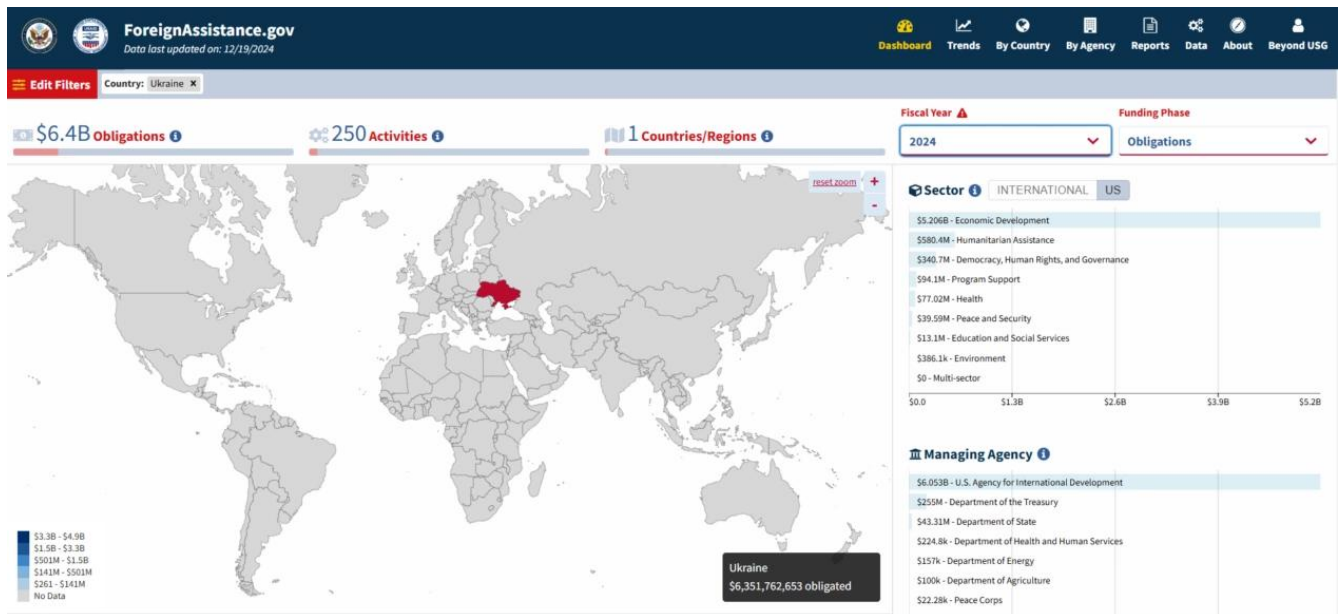 ForeignAssistance.gov
Data last updated on: 12/19/2024
Dashboard
Trends
By Country
By Agency
Reports
Data
About
Beyond USG
Edit Filters
Country: Ukraine ×
$6.4B Obligations
250 Activities
1 Countries/Regions
Fiscal Year
2024
Funding Phase
Obligations
reset zoom
+
-
Sector
INTERNATIONAL
US
$5.206B - Economic Development
$580.4M - Humanitarian Assistance
$340.7M - Democracy, Human Rights, and Governance
$94.1M - Program Support
$77.02M - Health
$39.59M - Peace and Security
$13.1M - Education and Social Services
$386.1k - Environment
$0 - Multi-sector
$0.0 $1.3B $2.6B $3.9B $5.2B
Managing Agency
$6.053B - U.S. Agency for International Development
$255M - Department of the Treasury
$43.31M - Department of State
$224.8k - Department of Health and Human Services
$157k - Department of Energy
$100k - Department of Agriculture
$22.28k - Peace Corps
$3.3B - $4.9B
$1.5B - $3.3B
$501M - $1.5B
$141M - $501M
$261 - $141M
No Data
Ukraine
$6,351,762,653 obligated